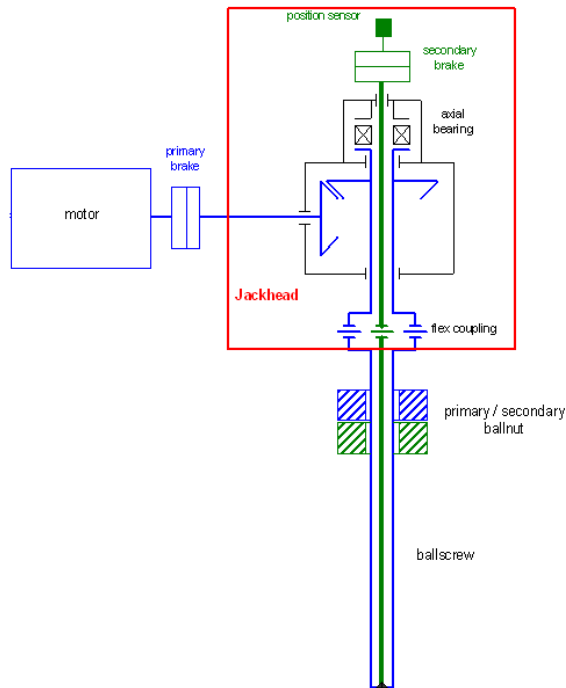 position sensor
secondary
brake
axial
bearing
primary
brake
motor
Jackhead
flex coupling
primary / secondary
ballnut
ballscrew